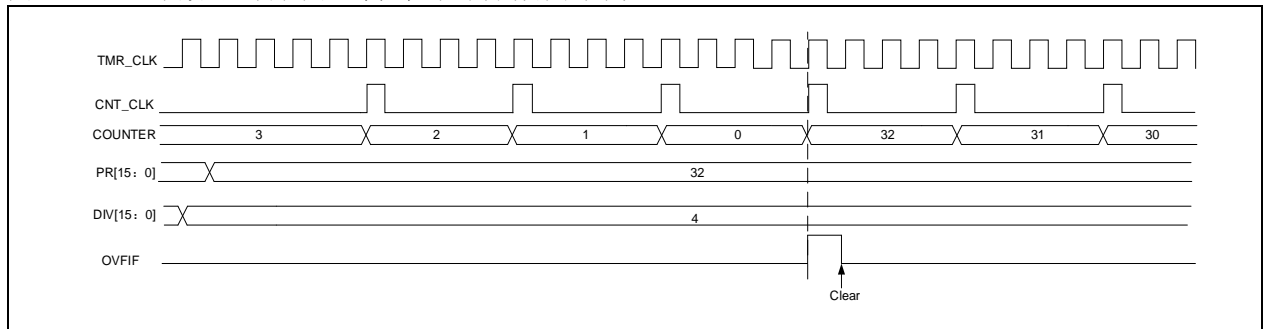 TMR_CLK
CNT_CLK
COUNTER 3 2 1 0 32 31 30
PR[15：0] 32
DIV[15：0] 4
OVFIF
Clear